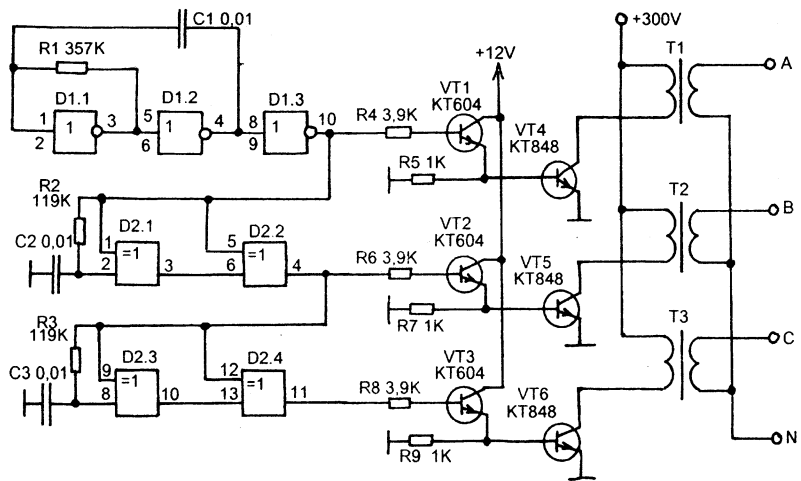 C1 0,01
+300V
R1 357K
T1
A
+12V
D1.1
D1.2
D1.3
VT1
KT604
1
2
1
3
5
6
1
4
8
9
1
10
R4 3,9K
VT4
KT848
R5 1K
R2
119K
T2
B
D2.1
D2.2
VT2
KT604
C2 0,01
1
2
=1
3
5
6
=1
4
R6 3,9K
VT5
KT848
R7 1K
T3
R3
119K
C
D2.3
D2.4
VT3
KT604
C3 0,01
9
8
=1
10
12
13
=1
11
R8 3,9K
VT6
KT848
R9 1K
N